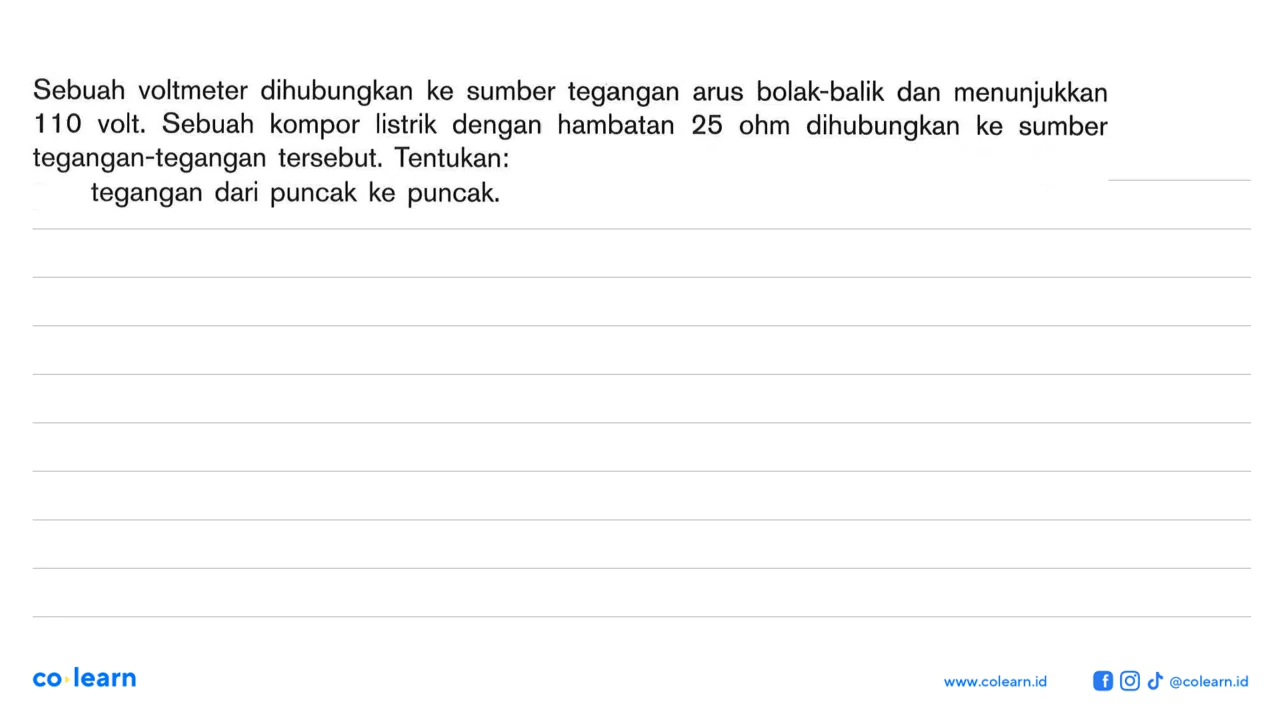 Sebuah voltmeter dihubungkan ke sumber tegangan arus bolak-balik dan menunjukkan
110 volt. Sebuah kompor listrik dengan hambatan 25 ohm dihubungkan ke sumber
tegangan-tegangan tersebut. Tentukan:
tegangan dari puncak ke puncak.
co learn
www.colearn.id
@colearn.id